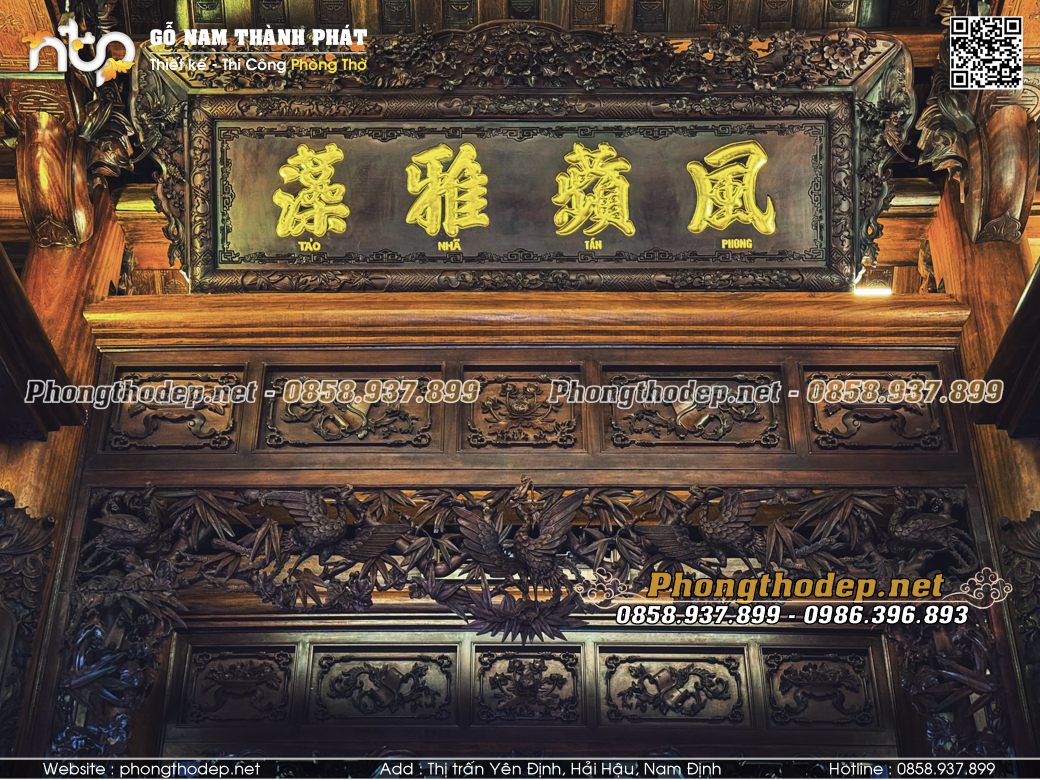 GỖ NAM THÀNH PHÁT
Thiết kế - Thi Công Phòng Thờ
ntp
藻雅蘋風
TẢO NHÃ TẦN PHONG
Phongthodep.net - 0858.937.899 Phongthodep.net - 0858.937.899
Phongthodep.net
0858.937.899 - 0986.396.893
Website : phongthodep.net Add : Thị trấn Yên Định, Hải Hậu, Nam Định Hotline : 0858.937.899